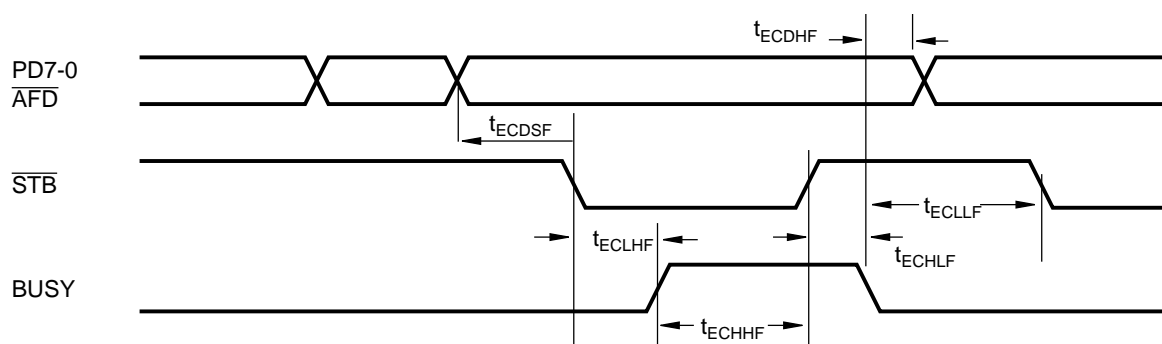 tECDHF
PD7-0
AFD
tECDSF
STB
tECLLF
tECLHF
tECHLF
BUSY
tECHHF